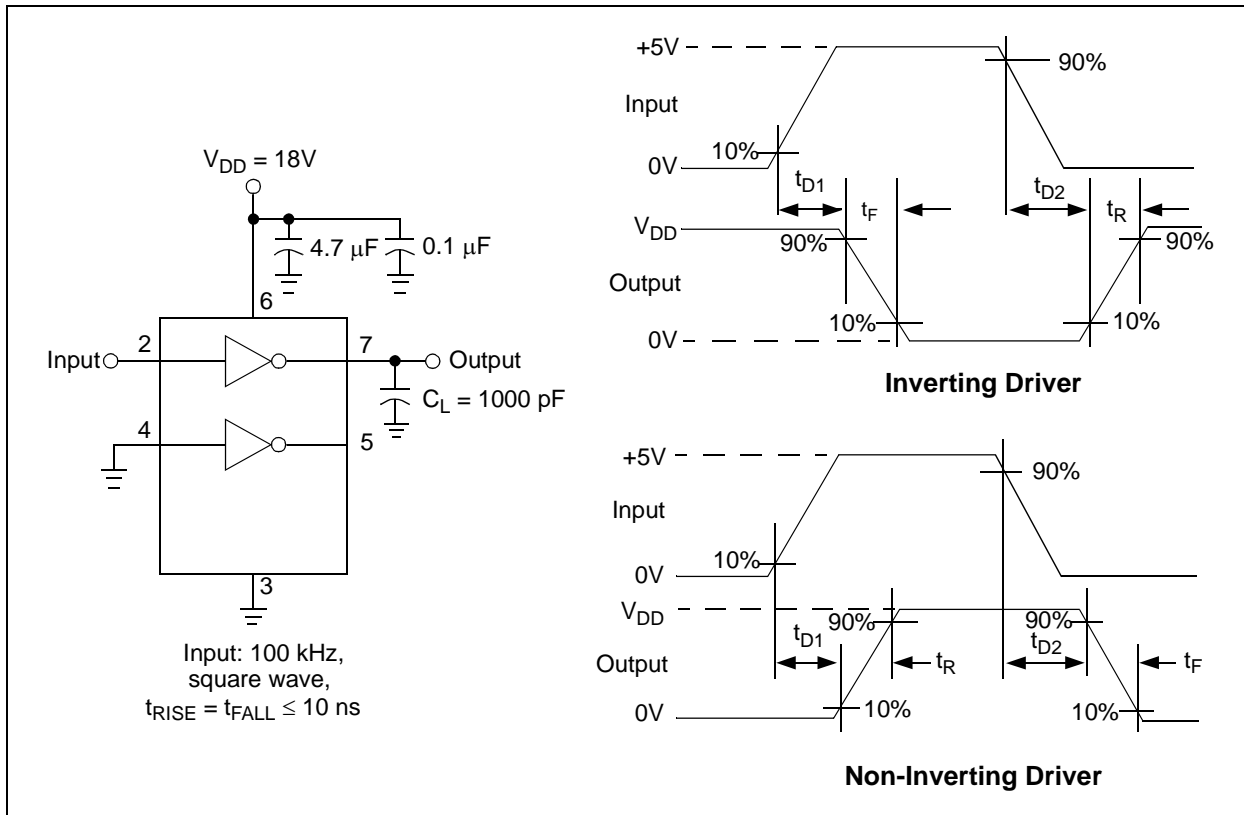 V_DD = 18V
4.7 μF
0.1 μF
6
Input
2
7
Output
C_L = 1000 pF
4
5
3
Input: 100 kHz,
square wave,
t_RISE = t_FALL ≤ 10 ns
+5V
90%
Input
10%
0V
t_D1
t_F
t_D2
t_R
V_DD
90%
90%
Output
10%
10%
0V
Inverting Driver
+5V
90%
Input
10%
0V
V_DD
90%
90%
t_D1
t_R
t_D2
t_F
Output
10%
10%
0V
Non-Inverting Driver